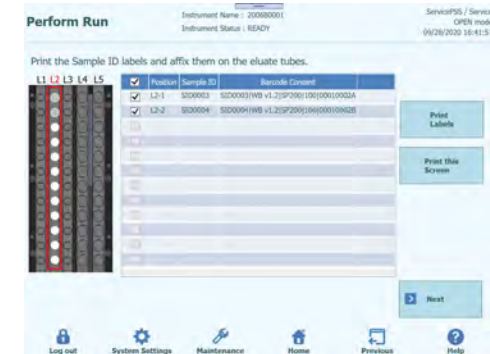 Perform Run
Instrument Name : 200680001
Instrument Status : READY
ServicePSS / Servic
OPEN mode
09/28/2020 16:41:5
Print the Sample ID labels and affix them on the eluate tubes.
L1 L2 L3 L4 L5
Position Sample ID Barcode Content
L2-1 SID0003 SID0003|WB v1.2|SP200|100|00010002A
L2-2 SID0004 SID0004|WB v1.2|SP200|100|00010002B
Print
Labels
Print this
Screen
Next
Log out System Settings Maintenance Home Previous Help